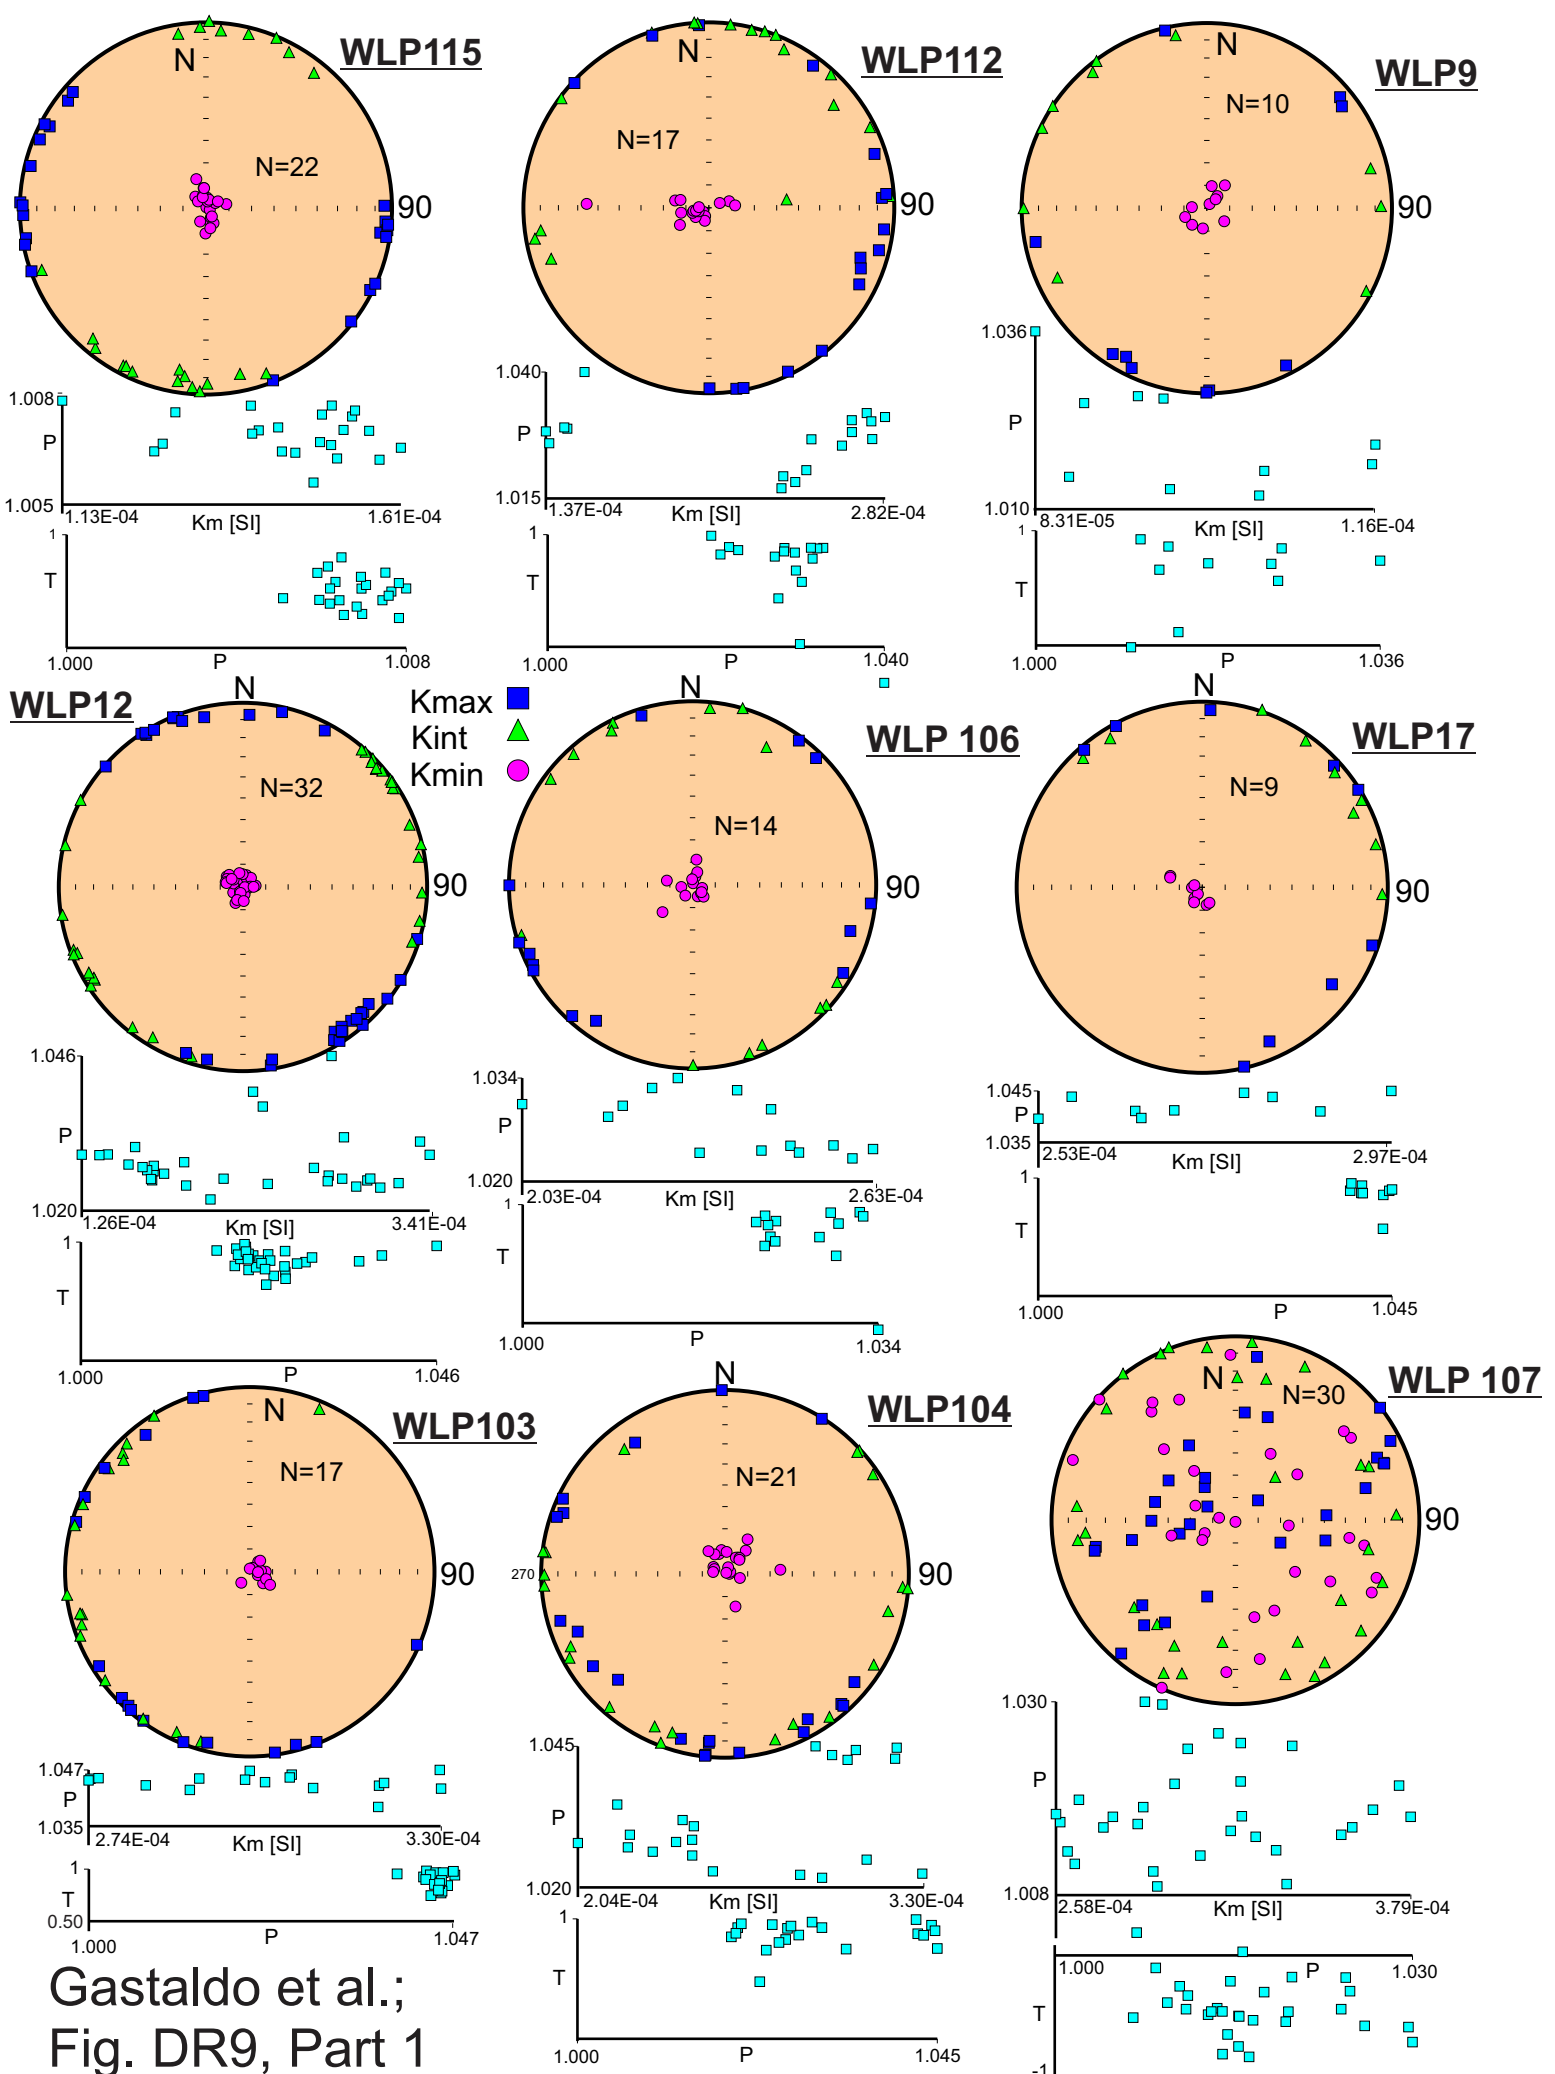 WLP115
N
N=22
90
1.008
P
1.005
1.13E-04
Km [SI]
1.61E-04
1
T
1.000
P
1.008
WLP112
N
N=17
90
1.040
P
1.015
1.37E-04
Km [SI]
2.82E-04
1
T
1.000
P
1.040
WLP9
N
N=10
90
1.036
P
1.010
8.31E-05
Km [SI]
1.16E-04
1
T
1.000
P
1.036
WLP12
N
N=32
90
1.046
P
1.020
1.26E-04
Km [SI]
3.41E-04
1
T
1.000
P
1.046
Kmax
Kint
Kmin
WLP 106
N
N=14
90
1.034
P
1.020
2.03E-04
Km [SI]
2.63E-04
1
T
1.000
P
1.034
WLP17
N
N=9
90
1.045
P
1.035
2.53E-04
Km [SI]
2.97E-04
1
T
1.000
P
1.045
WLP103
N
N=17
90
1.047
P
1.035
2.74E-04
Km [SI]
3.30E-04
1
T
0.50
1.000
P
1.047
WLP104
N
N=21
270
90
1.045
P
1.020
2.04E-04
Km [SI]
3.30E-04
1
T
1.000
P
1.045
WLP 107
N
N=30
90
1.030
P
1.008
2.58E-04
Km [SI]
3.79E-04
1.000
P
1.030
T
-1
Gastaldo et al.;
Fig. DR9, Part 1